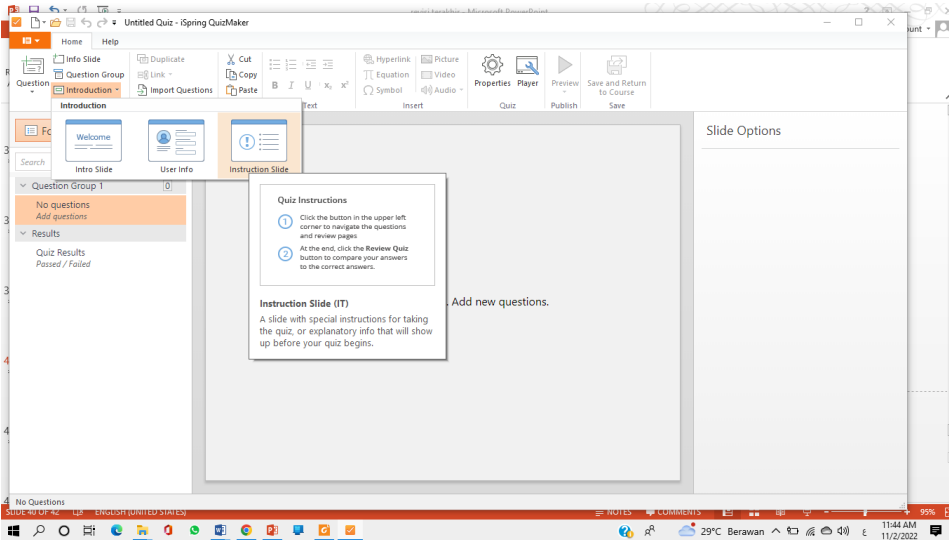 revisi terakhir - Microsoft PowerPoint
Untitled Quiz - iSpring QuizMaker
Home Help
Info Slide
Question Group
Introduction
Question
Duplicate
Link
Import Questions
Cut
Copy
Paste
B I U X₂ X²
Text
Hyperlink Picture
Equation Video
Symbol Audio
Insert
Properties Player
Quiz
Preview
Publish
Save and Return
to Course
Save
Introduction
Welcome
Intro Slide User Info Instruction Slide
Search
Question Group 1 0
No questions
Add questions
Results
Quiz Results
Passed / Failed
Quiz Instructions
1 Click the button in the upper left
corner to navigate the questions
and review pages
2 At the end, click the Review Quiz
button to compare your answers
to the correct answers.
Instruction Slide (IT)
A slide with special instructions for taking
the quiz, or explanatory info that will show
up before your quiz begins.
. Add new questions.
Slide Options
No Questions
SLIDE 40 OF 42 ENGLISH (UNITED STATES) NOTES COMMENTS 95%
29°C Berawan 11:44 AM
11/2/2022